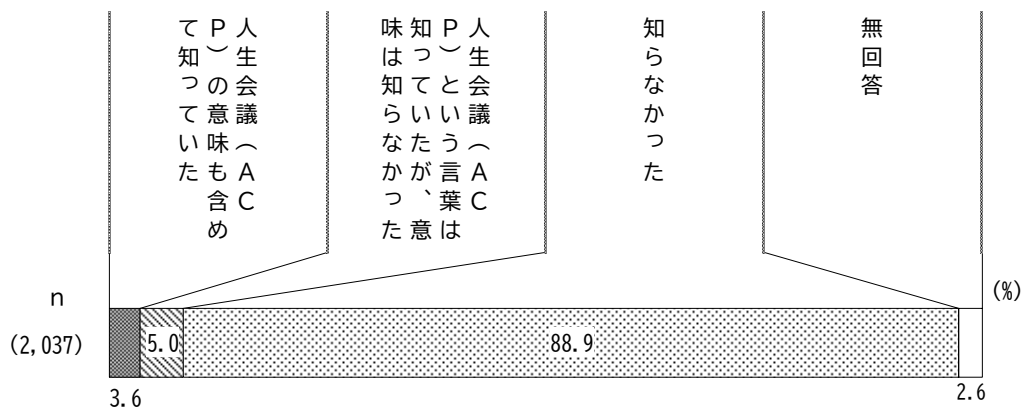 人生会議（ＡＣ
Ｐ）の意味も含め
て知っていた
人生会議（ＡＣ
Ｐ）という言葉は
知っていたが、意
味は知らなかった
知らなかった
無回答
(%)
n
(2,037)
5.0
88.9
3.6
2.6